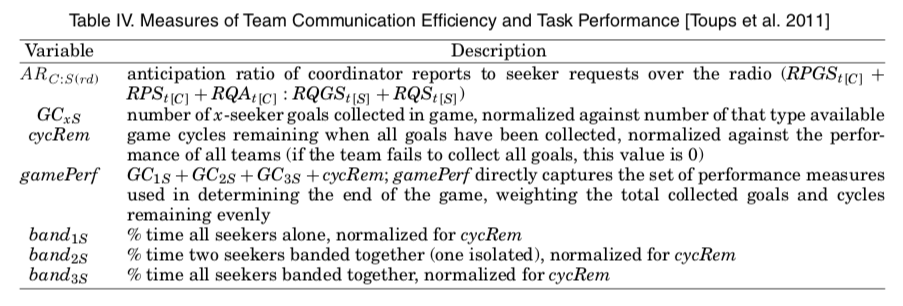 Table IV. Measures of Team Communication Efficiency and Task Performance [Toups et al. 2011]
Variable Description
AR_{C:S(rd)} anticipation ratio of coordinator reports to seeker requests over the radio (RPGS_{t[C]} +
RPS_{t[C]} + RQA_{t[C]} : RQGS_{t[S]} + RQS_{t[S]})
GC_{xS} number of x-seeker goals collected in game, normalized against number of that type available
cycRem game cycles remaining when all goals have been collected, normalized against the perfor-
mance of all teams (if the team fails to collect all goals, this value is 0)
gamePerf GC_{1S} + GC_{2S} + GC_{3S} + cycRem; gamePerf directly captures the set of performance measures
used in determining the end of the game, weighting the total collected goals and cycles
remaining evenly
band_{1S} % time all seekers alone, normalized for cycRem
band_{2S} % time two seekers banded together (one isolated), normalized for cycRem
band_{3S} % time all seekers banded together, normalized for cycRem